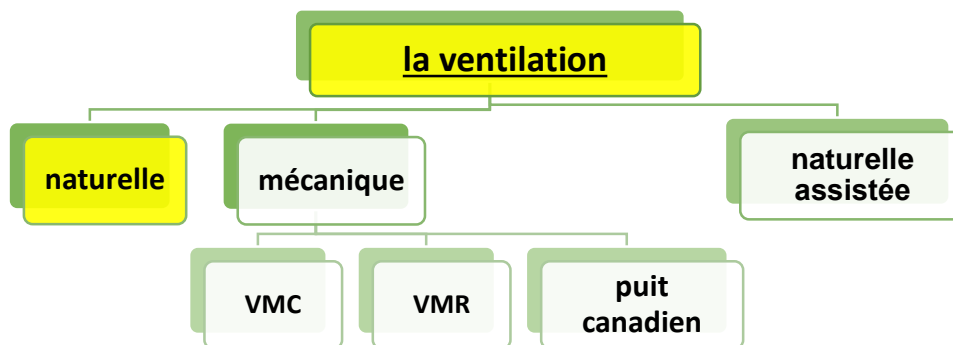 la ventilation
naturelle
mécanique
naturelle
assistée
VMC
VMR
puit
canadien